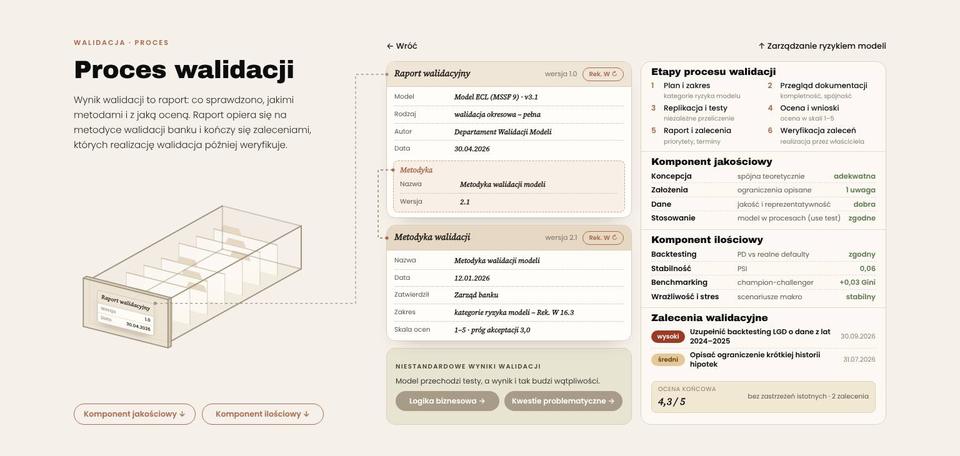 WALIDACJA · PROCES
Proces walidacji
Wynik walidacji to raport: co sprawdzono, jakimi
metodami i z jaką oceną. Raport opiera się na
metodyce walidacji banku i kończy się zaleceniami,
których realizację walidacja później weryfikuje.
Raport walidacyjny
1.0
Data
30.04.2026
Komponent jakościowy ↓
Komponent ilościowy ↓
← Wróć
↑ Zarządzanie ryzykiem modeli
Raport walidacyjny wersja 1.0 Rek. W
Model Model ECL (MSSF 9) · v3.1
Rodzaj walidacja okresowa – pełna
Autor Departament Walidacji Modeli
Data 30.04.2026
Metodyka
Nazwa Metodyka walidacji modeli
Wersja 2.1
Metodyka walidacji wersja 2.1 Rek. W
Nazwa Metodyka walidacji modeli
Data 12.01.2026
Zatwierdził Zarząd banku
Zakres kategorie ryzyka modelu – Rek. W 16.3
Skala ocen 1–5 · próg akceptacji 3,0
NIESTANDARDOWE WYNIKI WALIDACJI
Model przechodzi testy, a wynik i tak budzi wątpliwości.
Logika biznesowa →
Kwestie problematyczne →
Etapy procesu walidacji
1 Plan i zakres
kategorie ryzyka modelu
2 Przegląd dokumentacji
kompletność, spójność
3 Replikacja i testy
niezależne przeliczenie
4 Ocena i wnioski
ocena w skali 1–5
5 Raport i zalecenia
priorytety, terminy
6 Weryfikacja zaleceń
realizacja przez właściciela
Komponent jakościowy
Koncepcja spójna teoretycznie adekwatna
Założenia ograniczenia opisane 1 uwaga
Dane jakość i reprezentatywność dobra
Stosowanie model w procesach (use test) zgodne
Komponent ilościowy
Backtesting PD vs realne defaulty zgodny
Stabilność PSI 0,06
Benchmarking champion-challenger +0,03 Gini
Wrażliwość i stres scenariusze makro stabilny
Zalecenia walidacyjne
wysoki Uzupełnić backtesting LGD o dane z lat 30.09.2026
2024–2025
średni Opisać ograniczenie krótkiej historii 31.07.2026
hipotek
OCENA KOŃCOWA
4,3 / 5
bez zastrzeżeń istotnych · 2 zalecenia